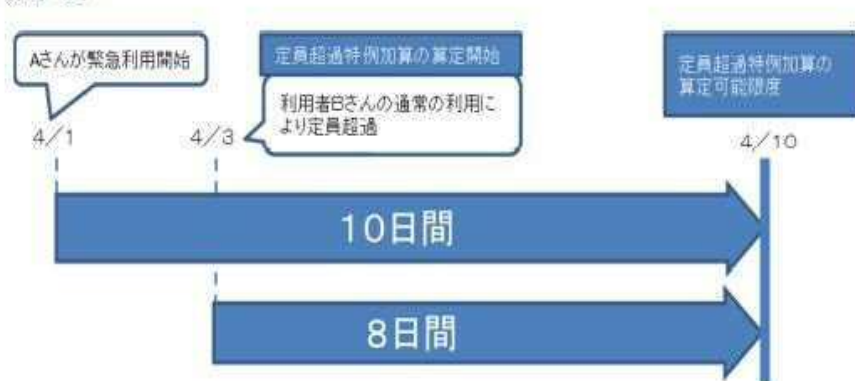 Aさんが緊急利用開始
定員超過特例加算の算定開始
利用者Bさんの通常の利用に
より定員超過
定員超過特例加算の
算定可能限度
4/1
4/3
4/10
10日間
8日間